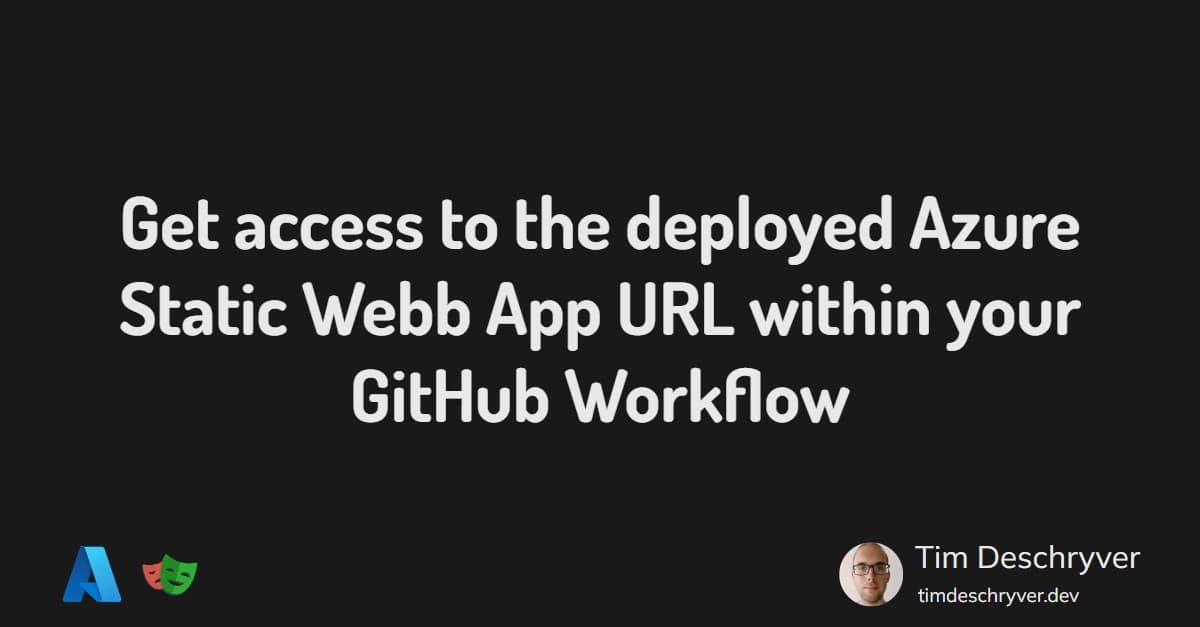 Get access to the deployed Azure
Static Webb App URL within your
GitHub Workflow
Tim Deschryver
timdeschryver.dev